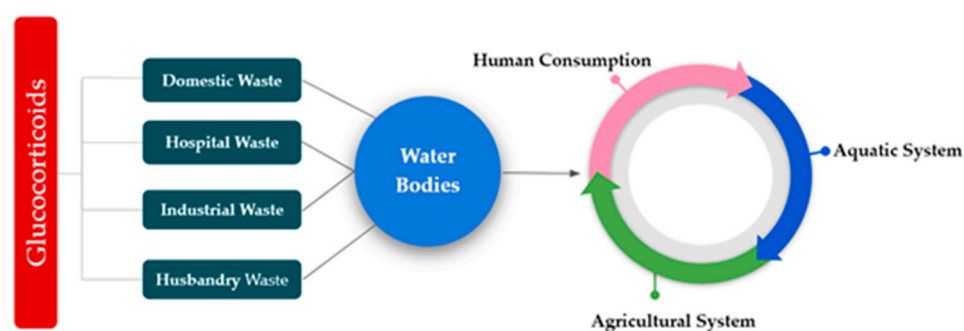 Glucocorticoids
Domestic Waste
Hospital Waste
Industrial Waste
Husbandry Waste
Water
Bodies
Human Consumption
Aquatic System
Agricultural System